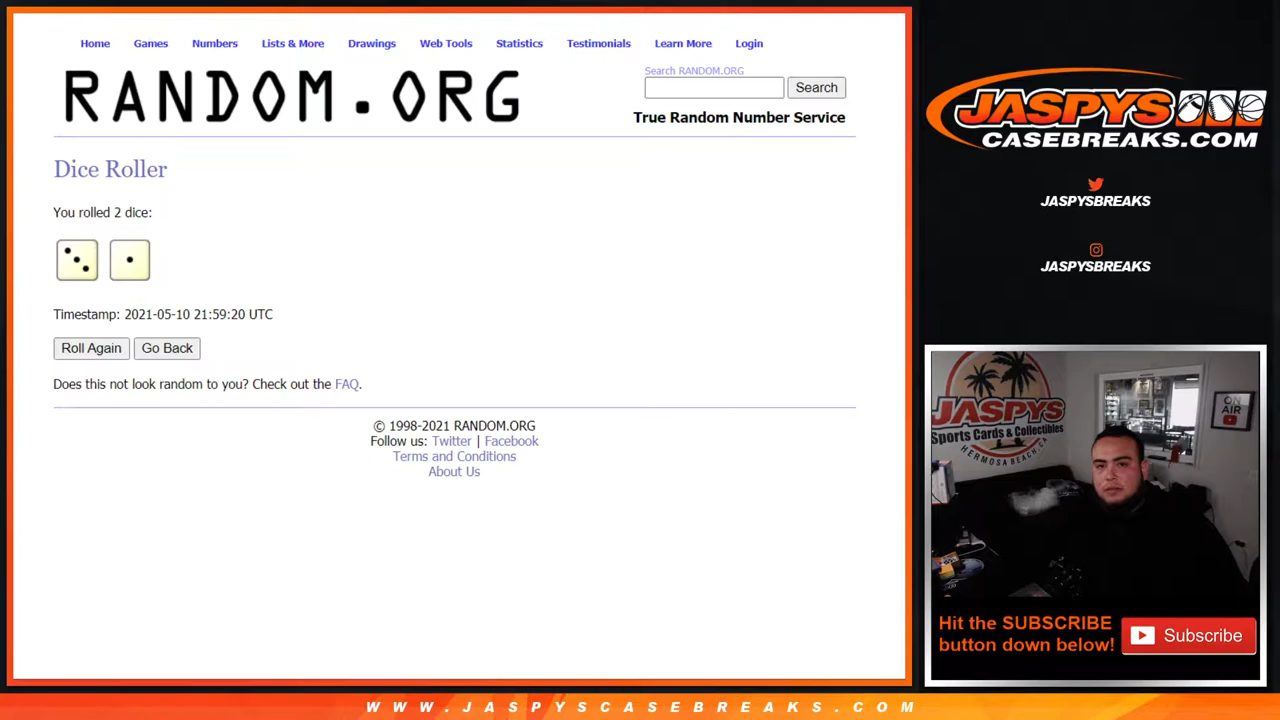 Home Games Numbers Lists & More Drawings Web Tools Statistics Testimonials Learn More Login
RANDOM.ORG
Search RANDOM.ORG
Search
True Random Number Service
Dice Roller
You rolled 2 dice:
Timestamp: 2021-05-10 21:59:20 UTC
Roll Again Go Back
Does this not look random to you? Check out the FAQ.
© 1998-2021 RANDOM.ORG
Follow us: Twitter | Facebook
Terms and Conditions
About Us
JASPYS
CASEBREAKS.COM
JASPYSBREAKS
JASPYSBREAKS
JASPYS
Sports Cards & Collectibles
HERMOSA BEACH, CA
ON
AIR
Hit the SUBSCRIBE
button down below!
Subscribe
WWW.JASPYSCASEBREAKS.COM